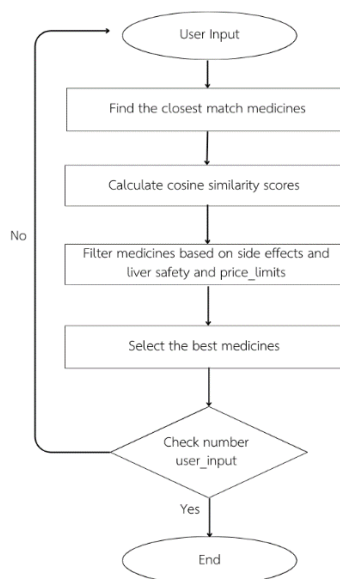 User Input
Find the closest match medicines
Calculate cosine similarity scores
No
Filter medicines based on side effects and
liver safety and price_limits
Select the best medicines
Check number
user_input
Yes
End